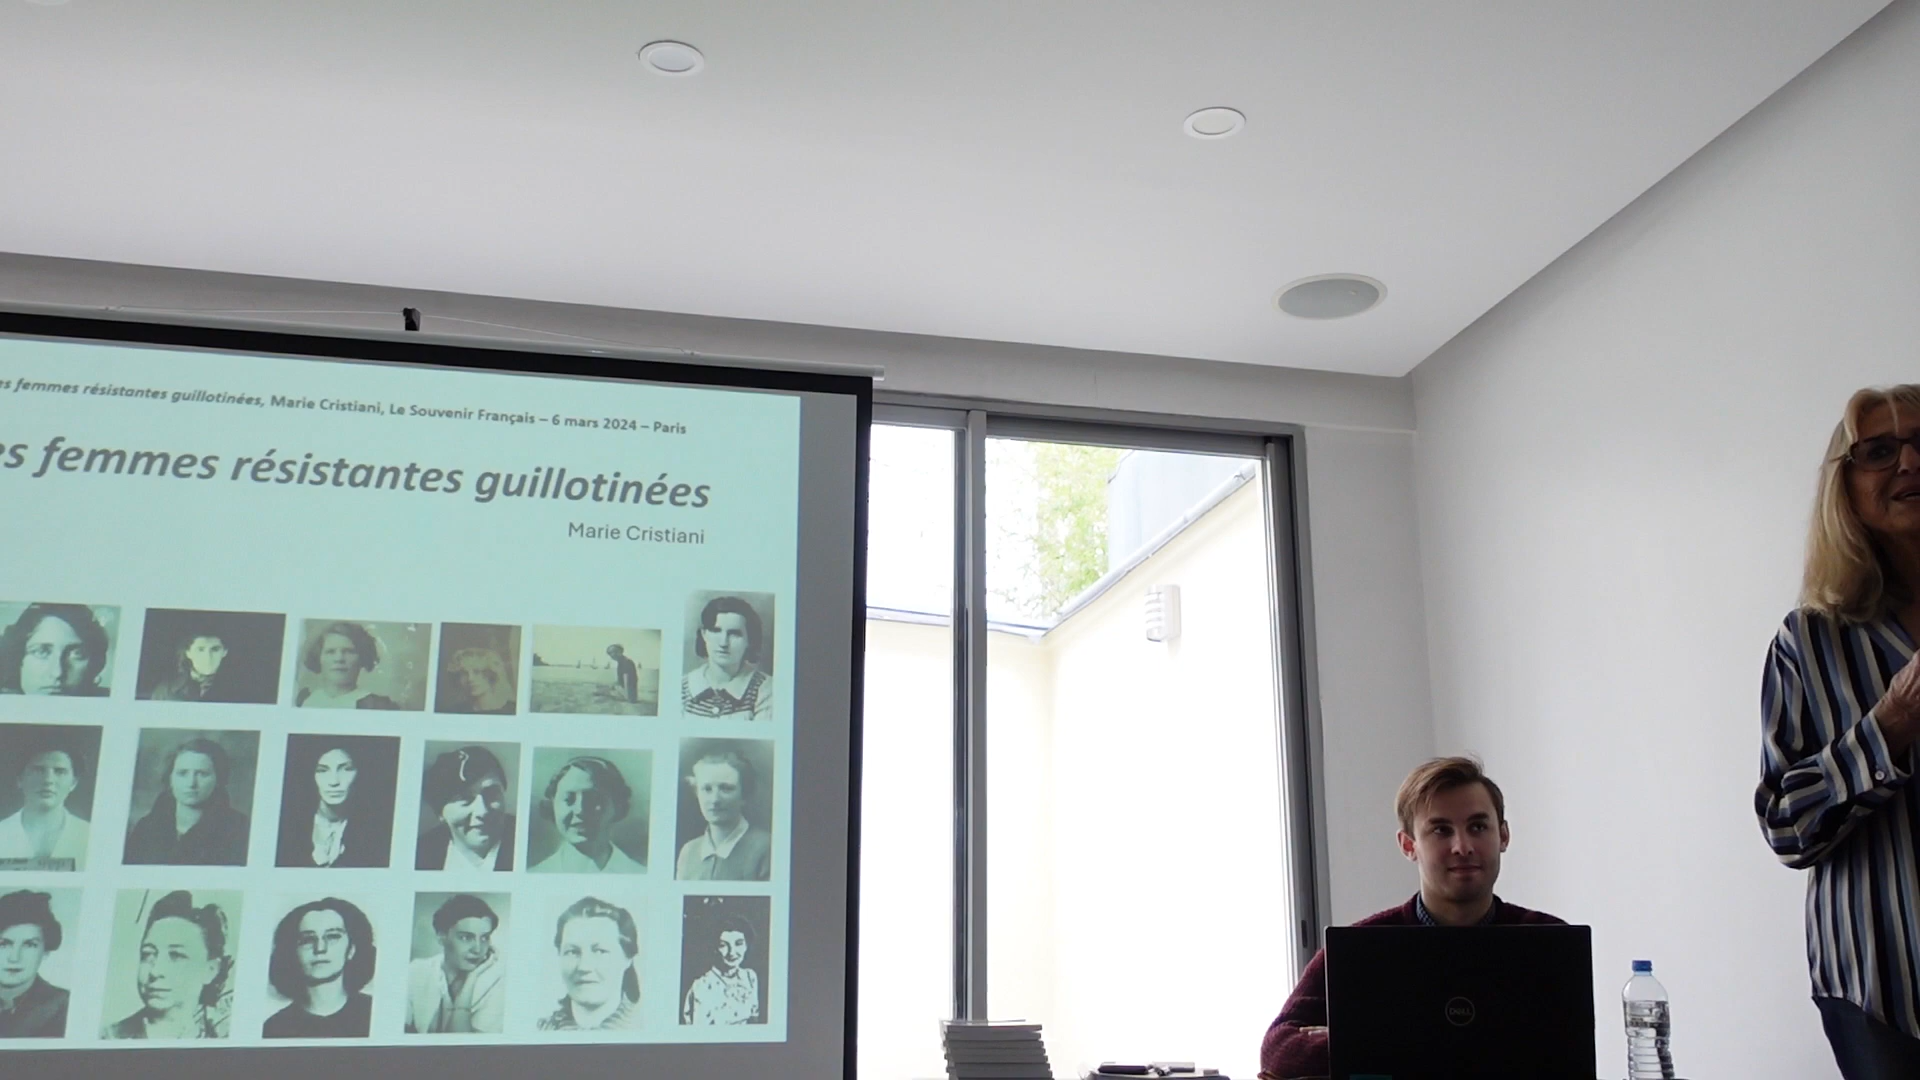 es femmes résistantes guillotinées, Marie Cristiani, Le Souvenir Français – 6 mars 2024 – Paris
es femmes résistantes guillotinées
Marie Cristiani
DELL